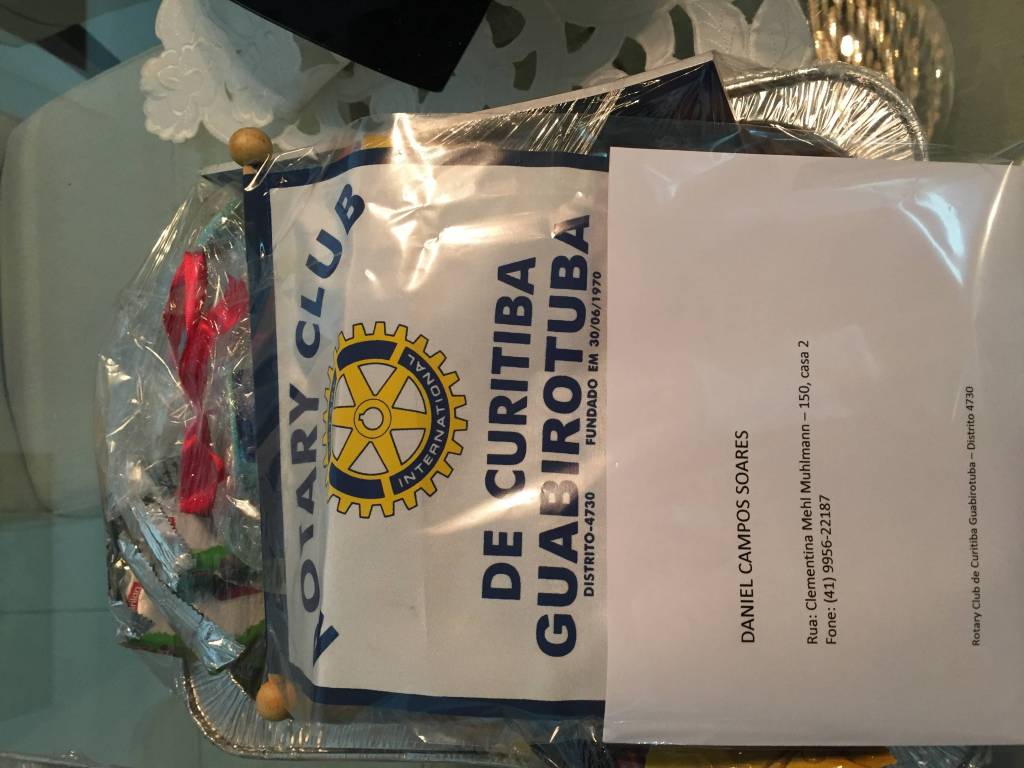 ROTARY CLUB
INTERNATIONAL
DE CURITIBA
GUABIROTUBA
DISTRITO-4730 FUNDADO EM 30/06/1970
DANIEL CAMPOS SOARES
Rua: Clementina Mehl Muhlmann – 150, casa 2
Fone: (41) 9956-22187
Rotary Club de Curitiba Guabirotuba – Distrito 4730